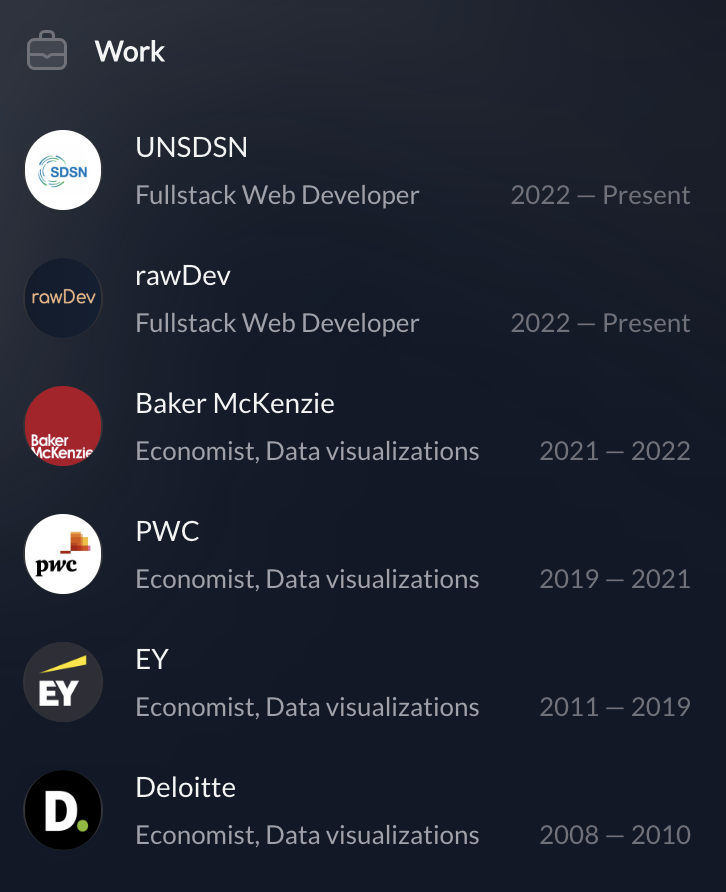 Work
SDSN
UNSDSN
Fullstack Web Developer 2022 — Present
rawDev
rawDev
Fullstack Web Developer 2022 — Present
Baker
McKenzie
Baker McKenzie
Economist, Data visualizations 2021 — 2022
pwc
PWC
Economist, Data visualizations 2019 — 2021
EY
EY
Economist, Data visualizations 2011 — 2019
D.
Deloitte
Economist, Data visualizations 2008 — 2010